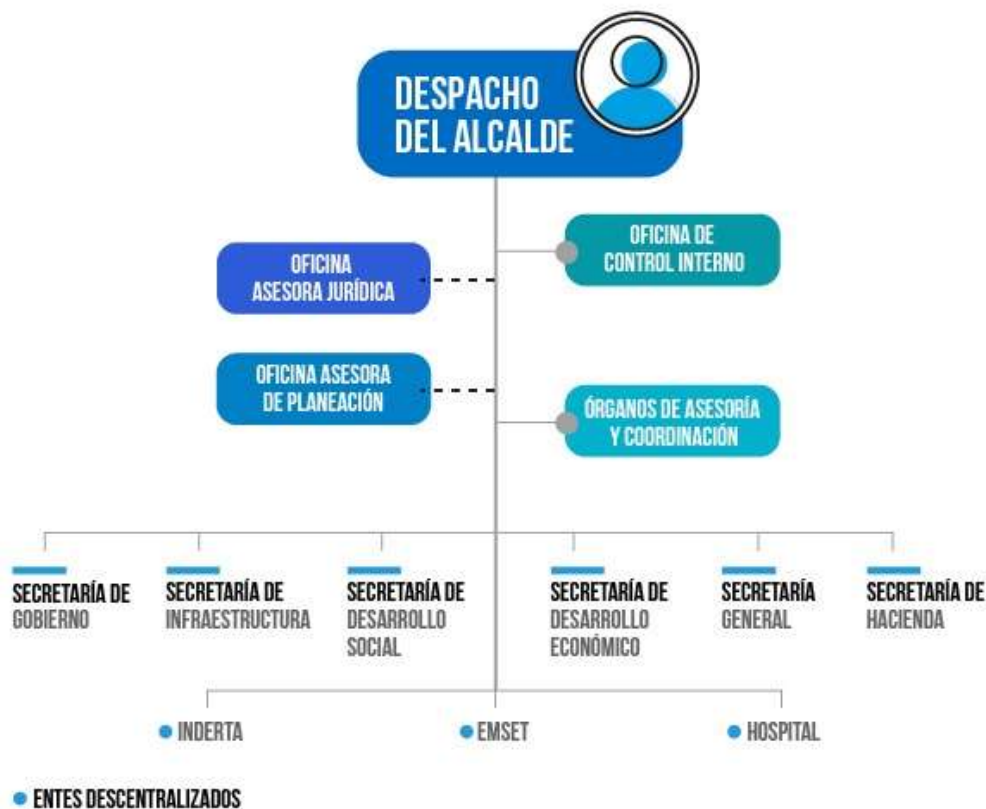 DESPACHO
DEL ALCALDE
OFICINA DE
CONTROL INTERNO
OFICINA
ASESORA JURÍDICA
OFICINA ASESORA
DE PLANEACIÓN
ÓRGANOS DE ASESORÍA
Y COORDINACIÓN
SECRETARÍA DE
GOBIERNO
SECRETARÍA DE
INFRAESTRUCTURA
SECRETARÍA DE
DESARROLLO
SOCIAL
SECRETARÍA DE
DESARROLLO
ECONÓMICO
SECRETARÍA
GENERAL
SECRETARÍA DE
HACIENDA
INDERTA
EMSET
HOSPITAL
ENTES DESCENTRALIZADOS